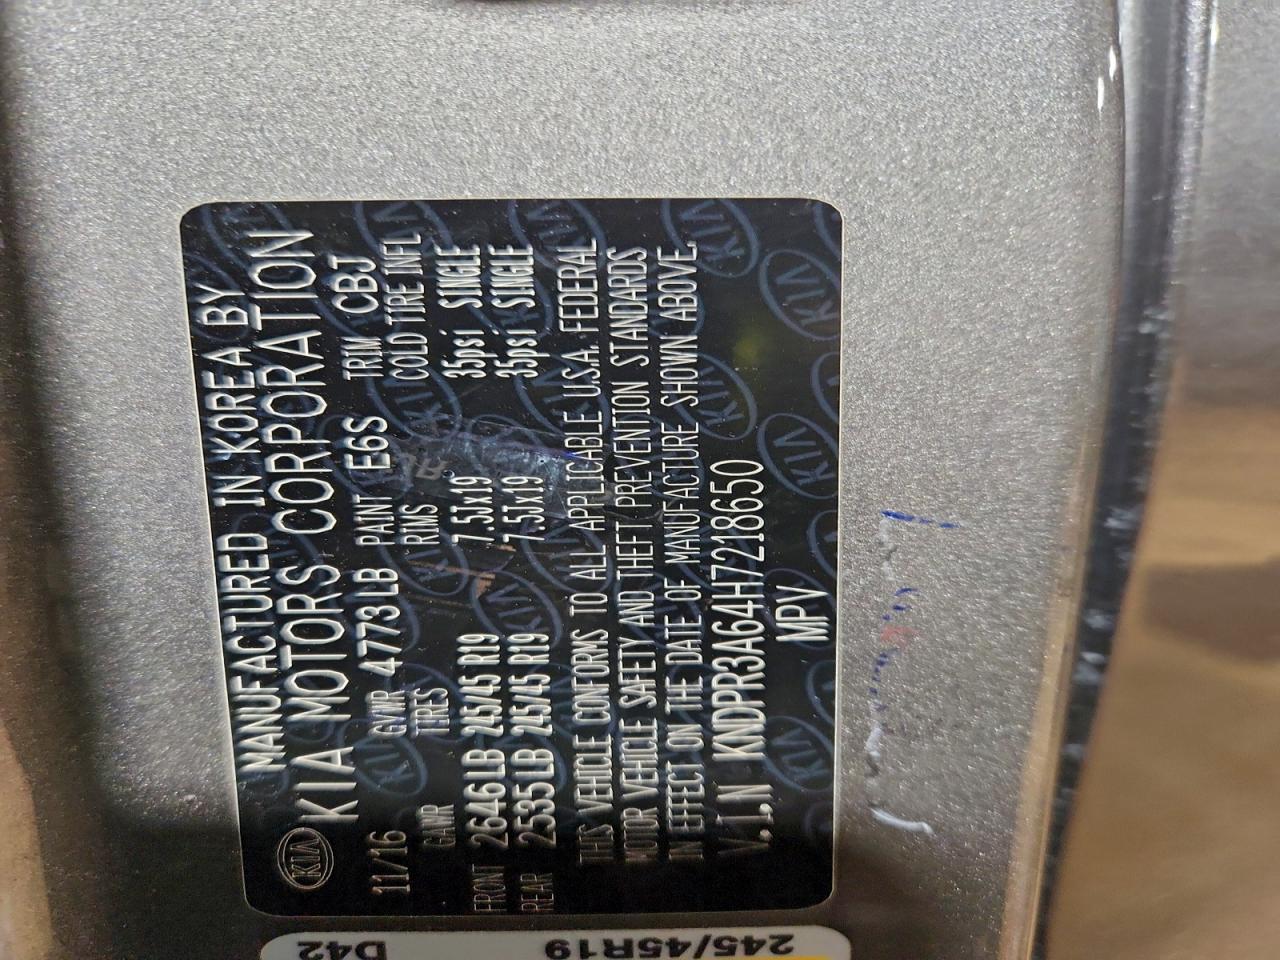 MANUFACTURED IN KOREA BY
KIA KIA MOTORS CORPORATION
11/16 GVWR 4773LB PAINT E6S TRIM CBJ
GAWR TIRES RIMS COLD TIRE INFL
FRONT 2646LB 245/45 R19 7.5Jx19 35psi SINGLE
REAR 2535LB 245/45 R19 7.5Jx19 35psi SINGLE
THIS VEHICLE CONFORMS TO ALL APPLICABLE U.S.A. FEDERAL
MOTOR VEHICLE SAFETY AND THEFT PREVENTION STANDARDS
IN EFFECT ON THE DATE OF MANUFACTURE SHOWN ABOVE.
V.I.N KNDPR3A64H7218650
MPV
D42
245/45R19